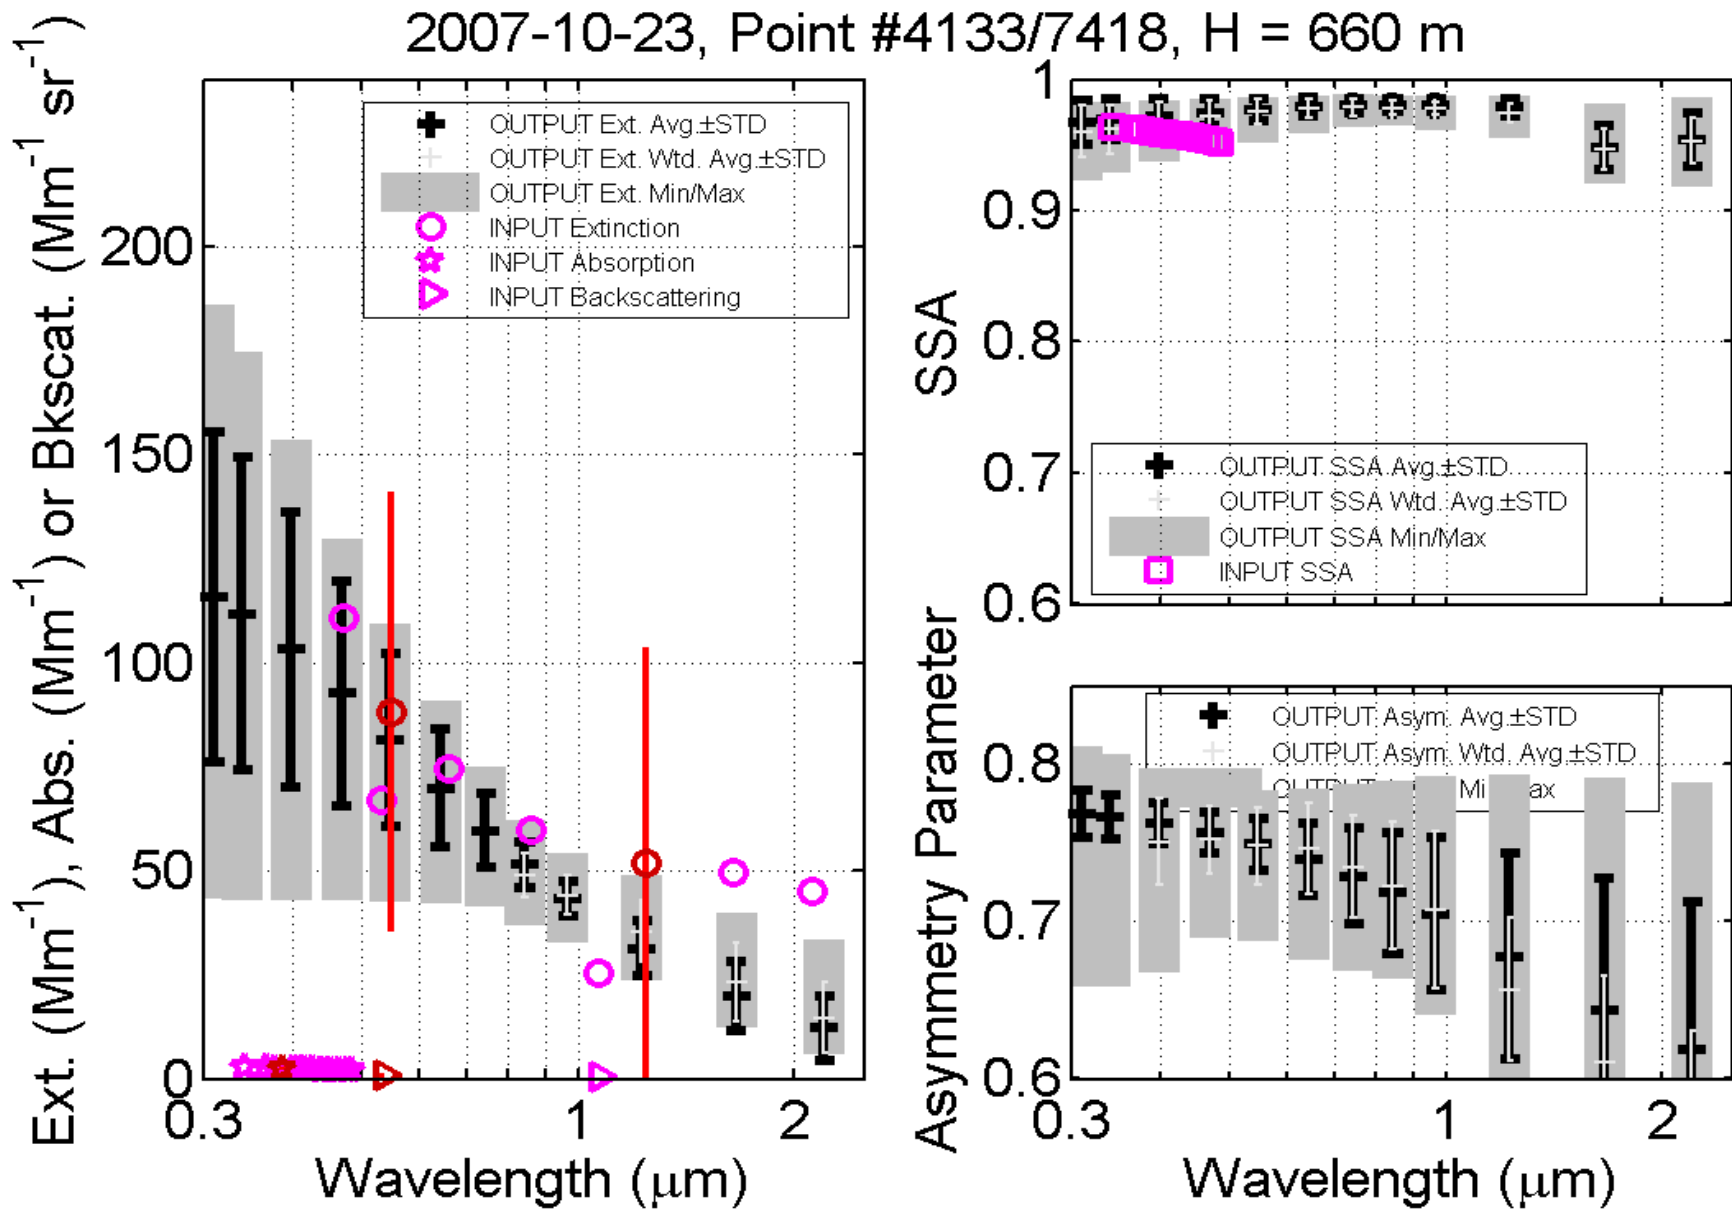 2007-10-23, Point #4133/7418, H = 660 m
Ext. (Mm⁻¹), Abs. (Mm⁻¹) or Bkscat. (Mm⁻¹ sr⁻¹)
200
150
100
50
0
0.3
1
2
Wavelength (μm)
OUTPUT Ext. Avg.±STD
OUTPUT Ext. Wtd. Avg.±STD
OUTPUT Ext. Min/Max
INPUT Extinction
INPUT Absorption
INPUT Backscattering
SSA
1
0.9
0.8
0.7
0.6
OUTPUT SSA Avg.±STD
OUTPUT SSA Wtd. Avg.±STD
OUTPUT SSA Min/Max
INPUT SSA
Asymmetry Parameter
0.8
0.7
0.6
OUTPUT Asym. Avg.±STD
OUTPUT Asym. Wtd. Avg.±STD
0.3
1
2
Wavelength (μm)